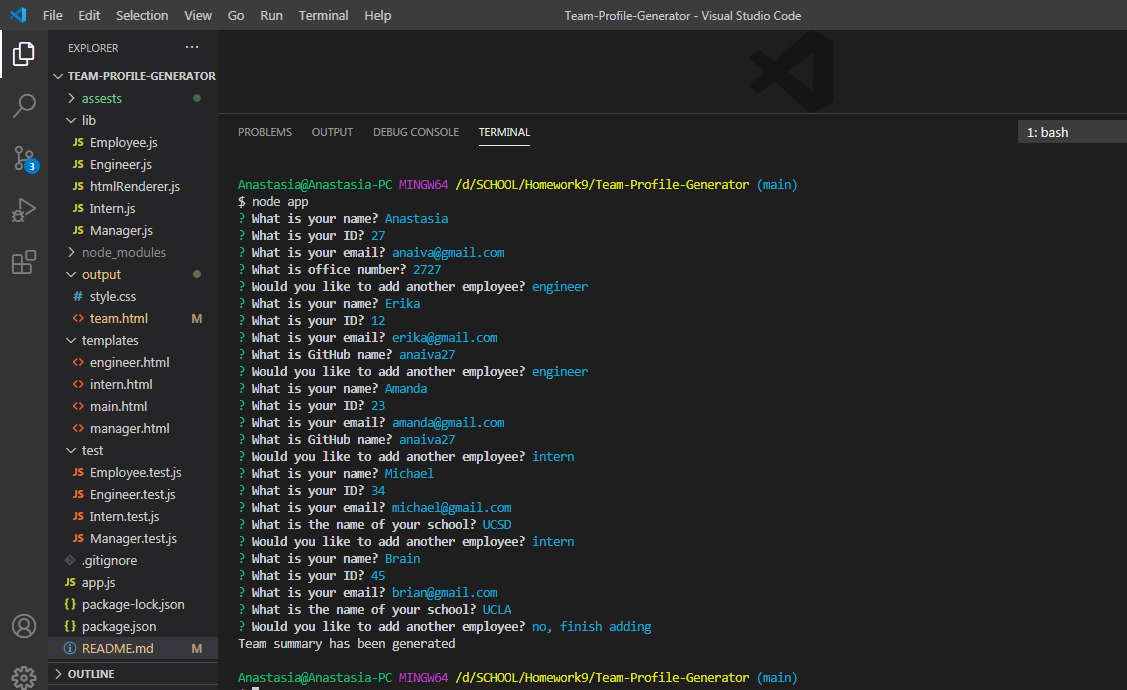 File Edit Selection View Go Run Terminal Help
Team-Profile-Generator - Visual Studio Code
EXPLORER
TEAM-PROFILE-GENERATOR
assests
lib
JS Employee.js
JS Engineer.js
JS htmlRenderer.js
JS Intern.js
JS Manager.js
node_modules
output
# style.css
<> team.html M
templates
<> engineer.html
<> intern.html
<> main.html
<> manager.html
test
JS Employee.test.js
JS Engineer.test.js
JS Intern.test.js
JS Manager.test.js
.gitignore
JS app.js
{} package-lock.json
{} package.json
README.md M
OUTLINE
3
PROBLEMS OUTPUT DEBUG CONSOLE TERMINAL
1: bash
Anastasia@Anastasia-PC MINGW64 /d/SCHOOL/Homework9/Team-Profile-Generator (main)
$ node app
? What is your name? Anastasia
? What is your ID? 27
? What is your email? anaiva@gmail.com
? What is office number? 2727
? Would you like to add another employee? engineer
? What is your name? Erika
? What is your ID? 12
? What is your email? erika@gmail.com
? What is GitHub name? anaiva27
? Would you like to add another employee? engineer
? What is your name? Amanda
? What is your ID? 23
? What is your email? amanda@gmail.com
? What is GitHub name? anaiva27
? Would you like to add another employee? intern
? What is your name? Michael
? What is your ID? 34
? What is your email? michael@gmail.com
? What is the name of your school? UCSD
? Would you like to add another employee? intern
? What is your name? Brain
? What is your ID? 45
? What is your email? brian@gmail.com
? What is the name of your school? UCLA
? Would you like to add another employee? no, finish adding
Team summary has been generated
Anastasia@Anastasia-PC MINGW64 /d/SCHOOL/Homework9/Team-Profile-Generator (main)